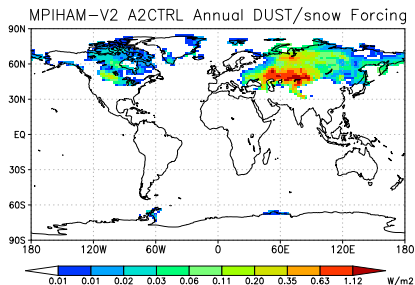 MPIHAM-V2 A2CTRL Annual DUST/snow Forcing
90N
60N
30N
EQ
30S
60S
90S
180 120W 60W 0 60E 120E 180
0.01 0.01 0.02 0.03 0.06 0.11 0.20 0.35 0.63 1.12 W/m2